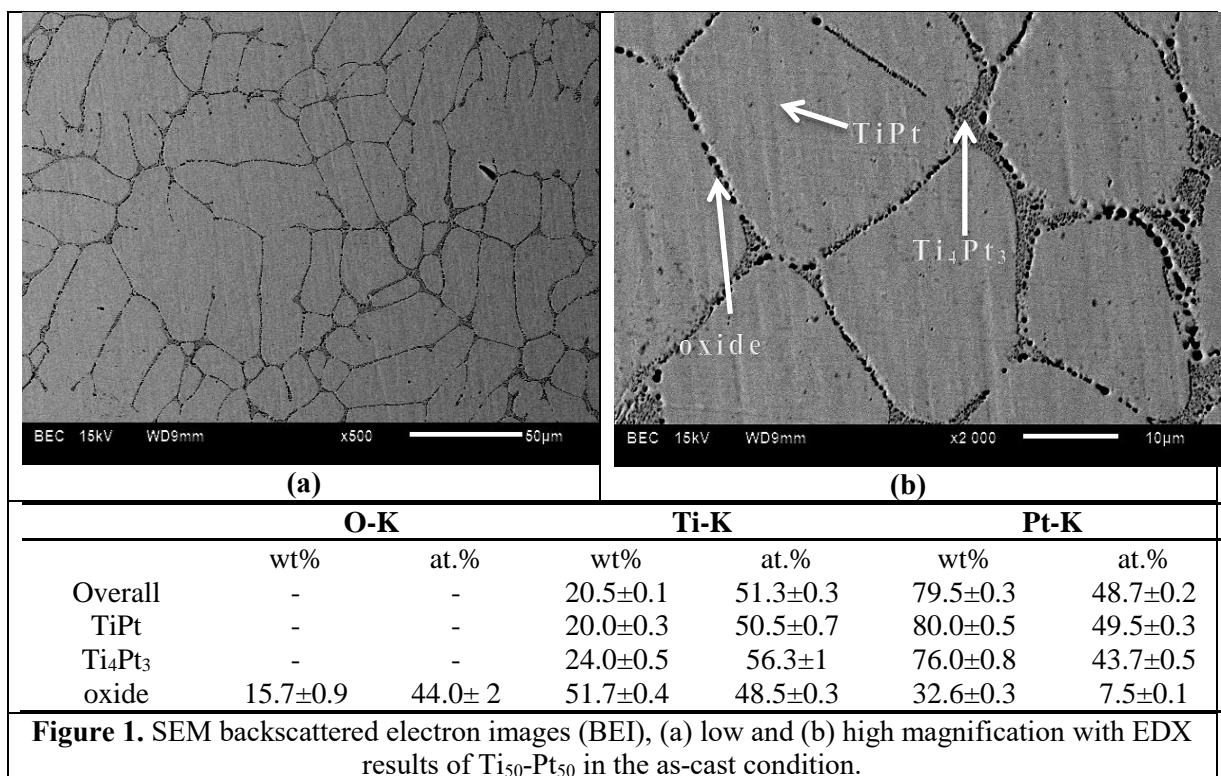 TiPt
oxide
Ti₄Pt₃
BEC 15kV WD9mm x500 50µm
BEC 15kV WD9mm x2 000 10µm
(a) (b)
O-K Ti-K Pt-K
wt% at.% wt% at.% wt% at.%
Overall - - 20.5±0.1 51.3±0.3 79.5±0.3 48.7±0.2
TiPt - - 20.0±0.3 50.5±0.7 80.0±0.5 49.5±0.3
Ti₄Pt₃ - - 24.0±0.5 56.3±1 76.0±0.8 43.7±0.5
oxide 15.7±0.9 44.0± 2 51.7±0.4 48.5±0.3 32.6±0.3 7.5±0.1
Figure 1. SEM backscattered electron images (BEI), (a) low and (b) high magnification with EDX
results of Ti₅₀-Pt₅₀ in the as-cast condition.